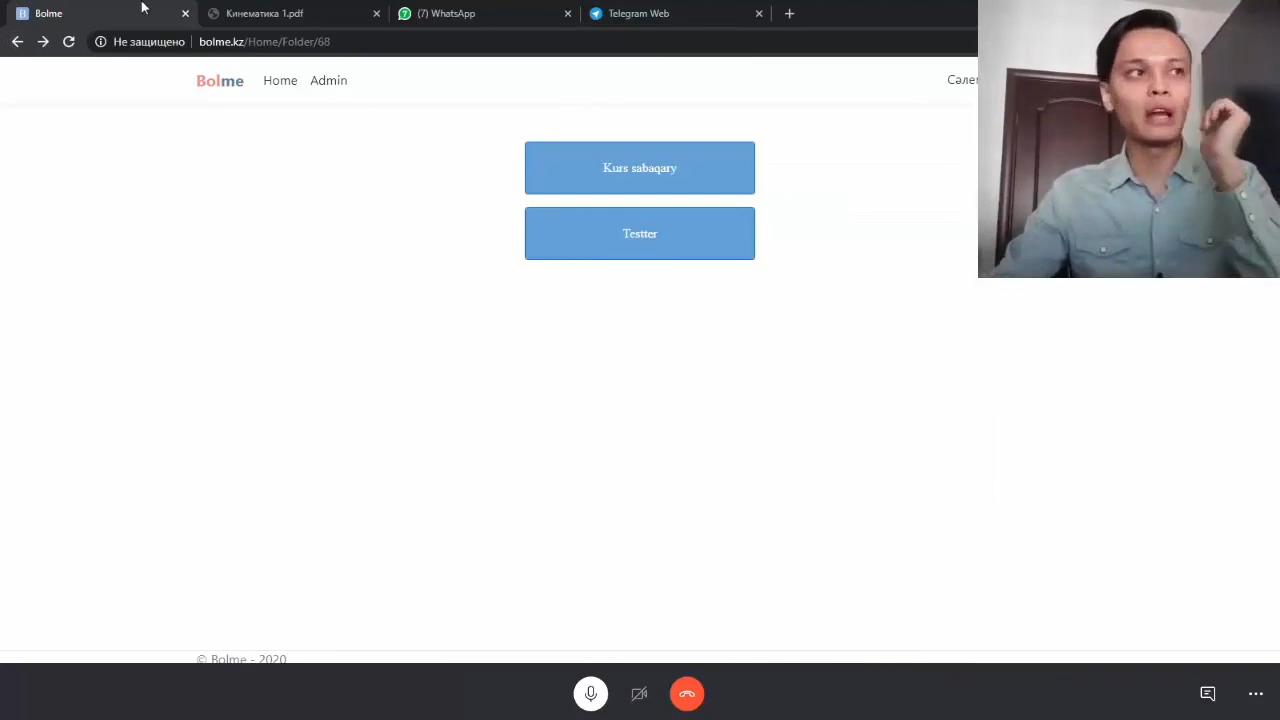 Bolme
Кинематика 1.pdf
(7) WhatsApp
Telegram Web
Не защищено
bolme.kz/Home/Folder/68
Bolme
Home
Admin
Kurs sabaqary
Testter
© Bolme - 2020